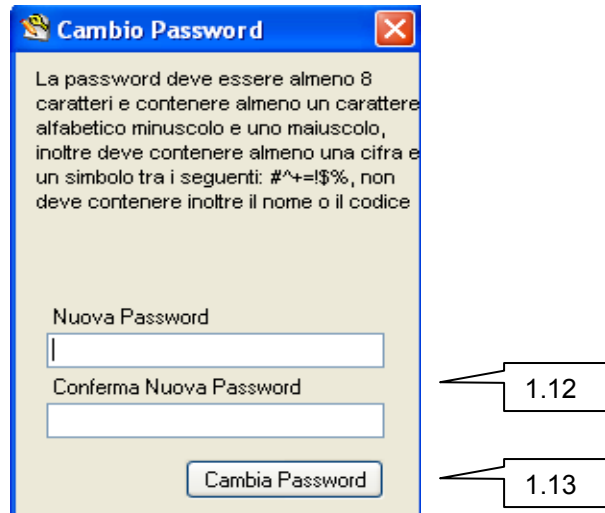 Cambio Password
La password deve essere almeno 8
caratteri e contenere almeno un carattere
alfabetico minuscolo e uno maiuscolo,
inoltre deve contenere almeno una cifra e
un simbolo tra i seguenti: #^+=!$%, non
deve contenere inoltre il nome o il codice
Nuova Password
Conferma Nuova Password
1.12
Cambia Password
1.13